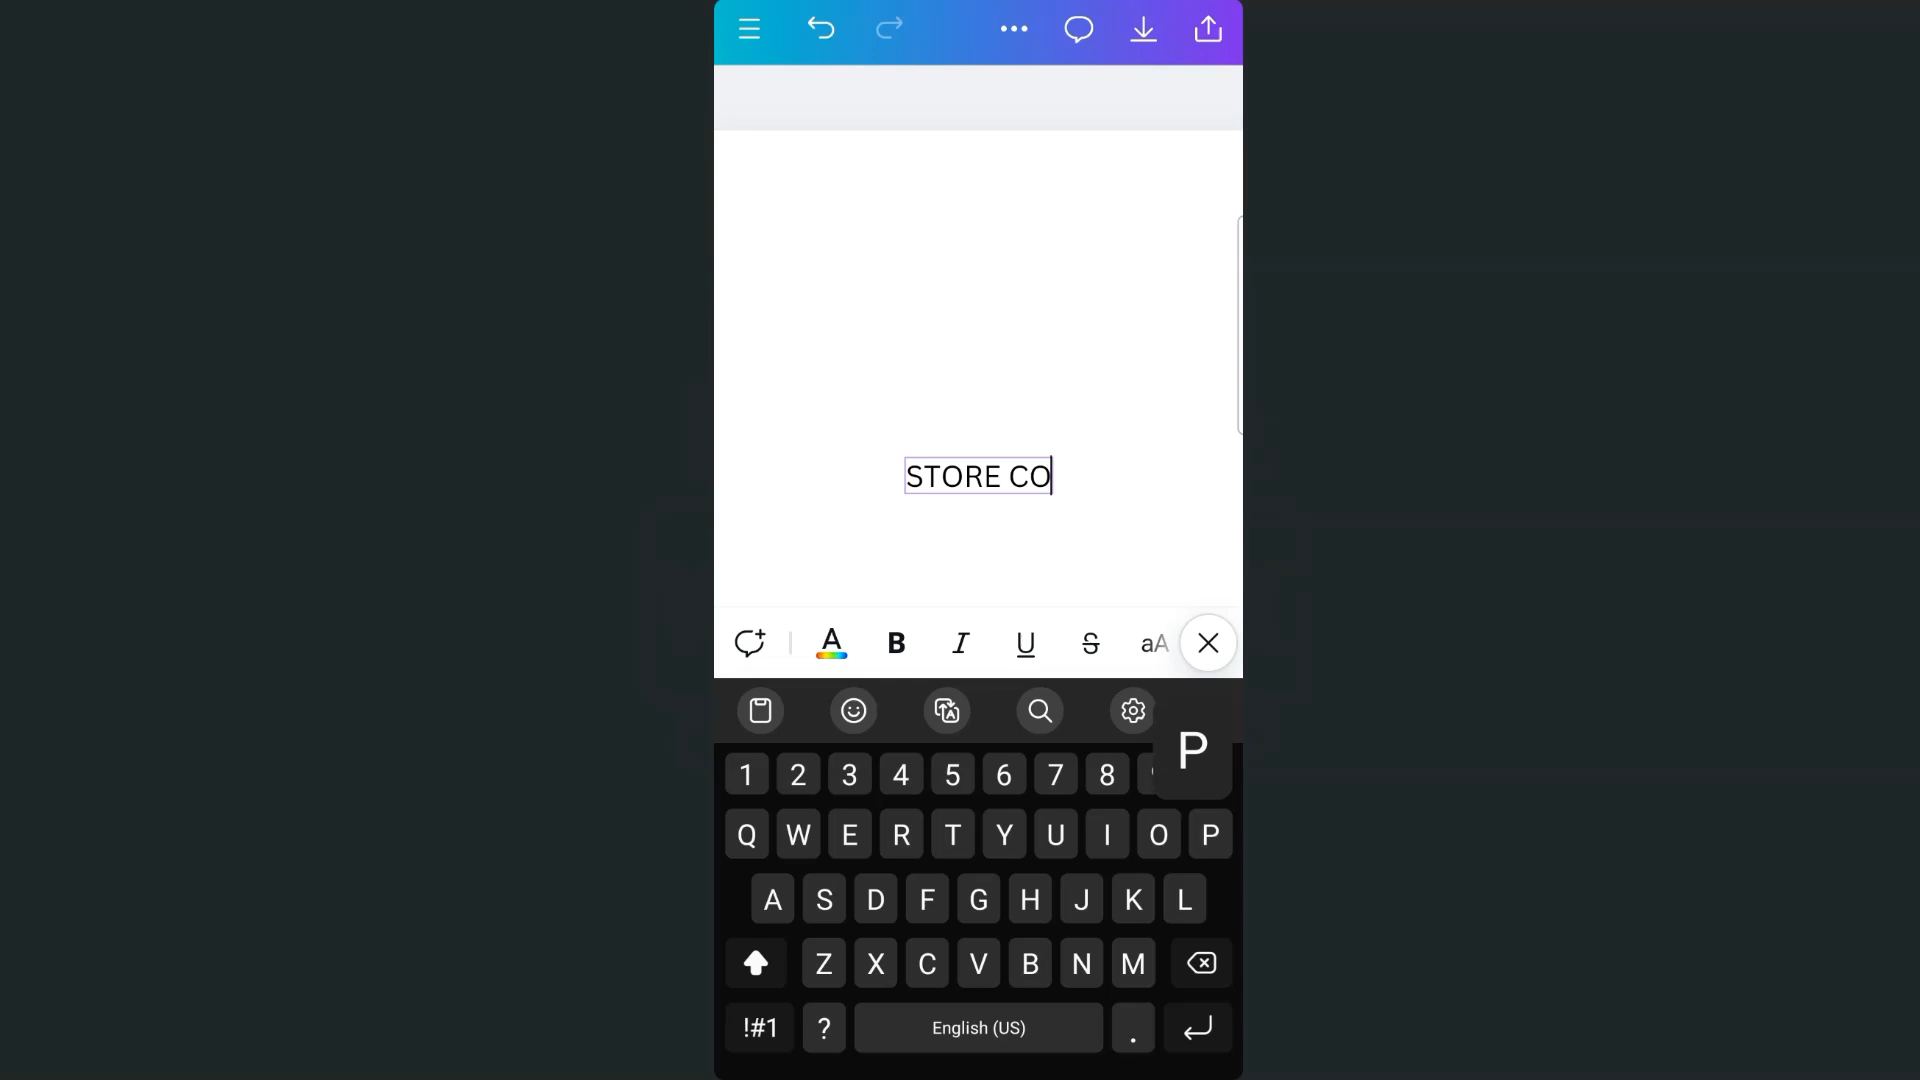 STORE CO
A B I U S aA
P
1 2 3 4 5 6 7 8
Q W E R T Y U I O P
A S D F G H J K L
Z X C V B N M
!#1 ? English (US) .